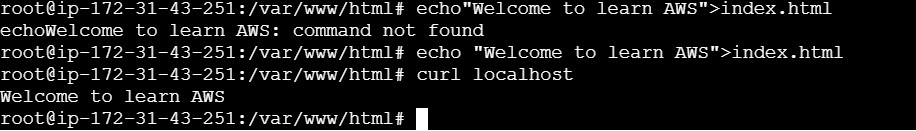 root@ip-172-31-43-251:/var/www/html# echo"Welcome to learn AWS">index.html
echoWelcome to learn AWS: command not found
root@ip-172-31-43-251:/var/www/html# echo "Welcome to learn AWS">index.html
root@ip-172-31-43-251:/var/www/html# curl localhost
Welcome to learn AWS
root@ip-172-31-43-251:/var/www/html#